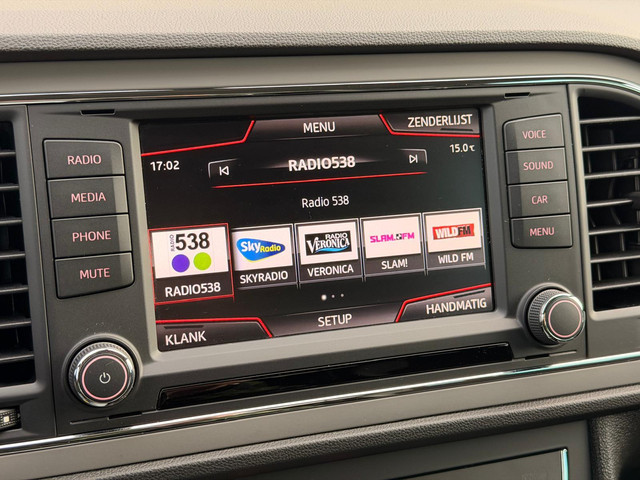 RADIO
MEDIA
PHONE
MUTE
MENU
ZENDERLIJST
17:02
RADIO538
15.0°C
Radio 538
RADIO
538
Sky Radio
RADIO
VERONICA
SLAM.FM
WILD FM
RADIO538
SKYRADIO
VERONICA
SLAM!
WILD FM
KLANK
SETUP
HANDMATIG
VOICE
SOUND
CAR
MENU